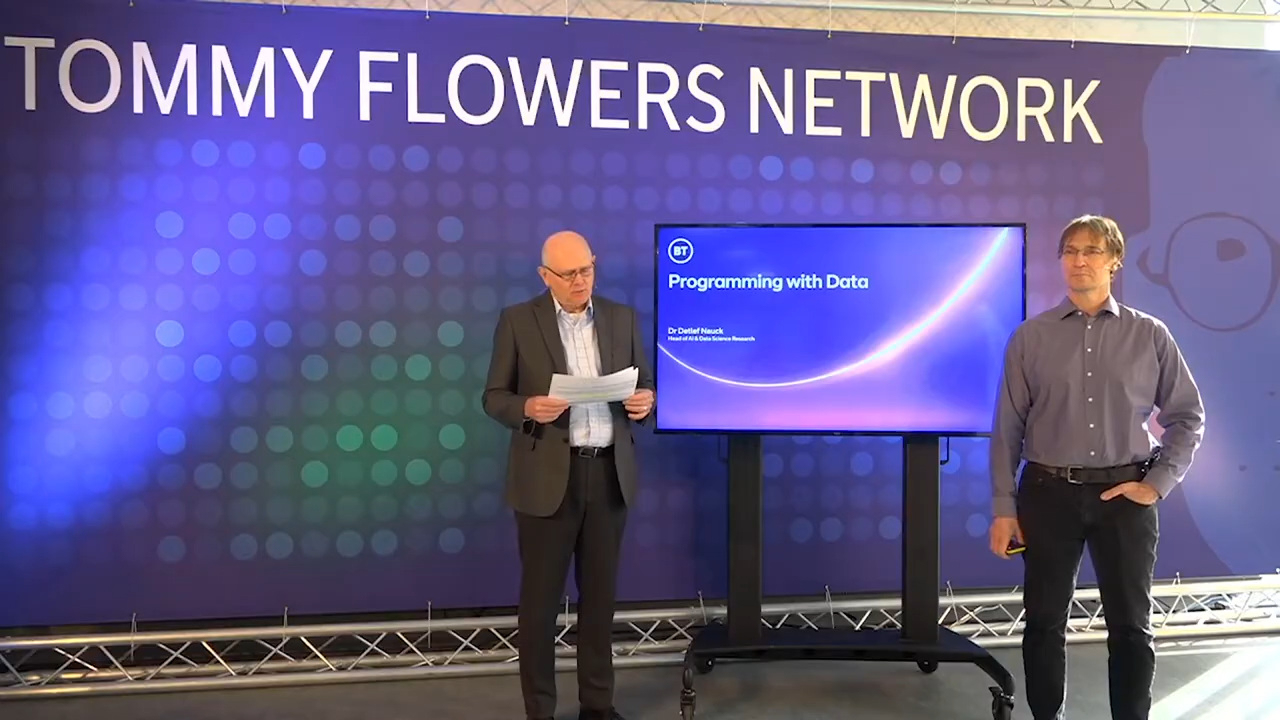 TOMMY FLOWERS NETWORK
BT
Programming with Data
Dr Detlef Nauck
Head of AI & Data Science Research